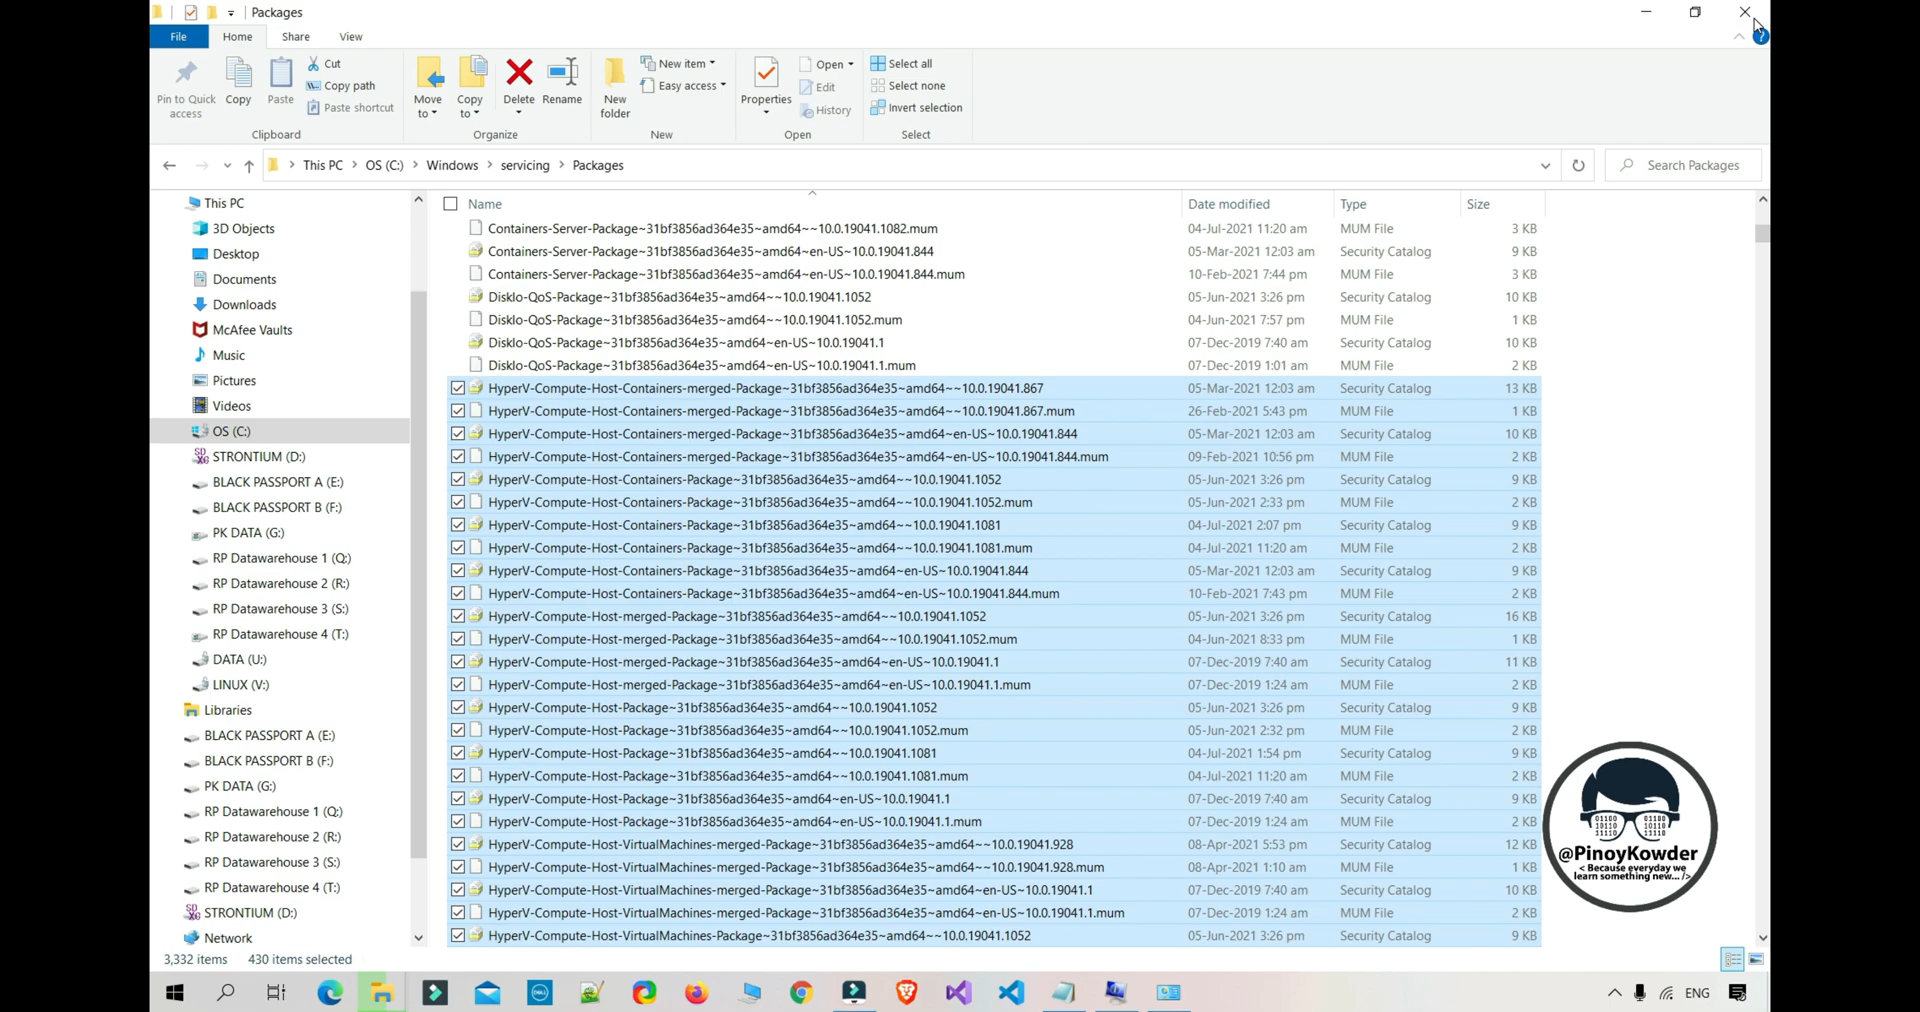 Packages
File Home Share View
Pin to Quick access
Copy
Paste
Cut
Copy path
Paste shortcut
Clipboard
Move to
Copy to
Delete
Rename
Organize
New folder
New item
Easy access
New
Properties
Open
Edit
History
Open
Select all
Select none
Invert selection
Select
This PC OS (C:) Windows servicing Packages
Search Packages
This PC
3D Objects
Desktop
Documents
Downloads
McAfee Vaults
Music
Pictures
Videos
OS (C:)
STRONTIUM (D:)
BLACK PASSPORT A (E:)
BLACK PASSPORT B (F:)
PK DATA (G:)
RP Datawarehouse 1 (Q:)
RP Datawarehouse 2 (R:)
RP Datawarehouse 3 (S:)
RP Datawarehouse 4 (T:)
DATA (U:)
LINUX (V:)
Libraries
BLACK PASSPORT A (E:)
BLACK PASSPORT B (F:)
PK DATA (G:)
RP Datawarehouse 1 (Q:)
RP Datawarehouse 2 (R:)
RP Datawarehouse 3 (S:)
RP Datawarehouse 4 (T:)
STRONTIUM (D:)
Network
Name Date modified Type Size
Containers-Server-Package~31bf3856ad364e35~amd64~~10.0.19041.1082.mum 04-Jul-2021 11:20 am MUM File 3 KB
Containers-Server-Package~31bf3856ad364e35~amd64~en-US~10.0.19041.844 05-Mar-2021 12:03 am Security Catalog 9 KB
Containers-Server-Package~31bf3856ad364e35~amd64~en-US~10.0.19041.844.mum 10-Feb-2021 7:44 pm MUM File 3 KB
DiskIo-QoS-Package~31bf3856ad364e35~amd64~~10.0.19041.1052 05-Jun-2021 3:26 pm Security Catalog 10 KB
DiskIo-QoS-Package~31bf3856ad364e35~amd64~~10.0.19041.1052.mum 04-Jun-2021 7:57 pm MUM File 1 KB
DiskIo-QoS-Package~31bf3856ad364e35~amd64~en-US~10.0.19041.1 07-Dec-2019 7:40 am Security Catalog 10 KB
DiskIo-QoS-Package~31bf3856ad364e35~amd64~en-US~10.0.19041.1.mum 07-Dec-2019 1:01 am MUM File 2 KB
HyperV-Compute-Host-Containers-merged-Package~31bf3856ad364e35~amd64~~10.0.19041.867 05-Mar-2021 12:03 am Security Catalog 13 KB
HyperV-Compute-Host-Containers-merged-Package~31bf3856ad364e35~amd64~~10.0.19041.867.mum 26-Feb-2021 5:43 pm MUM File 1 KB
HyperV-Compute-Host-Containers-merged-Package~31bf3856ad364e35~amd64~en-US~10.0.19041.844 05-Mar-2021 12:03 am Security Catalog 10 KB
HyperV-Compute-Host-Containers-merged-Package~31bf3856ad364e35~amd64~en-US~10.0.19041.844.mum 09-Feb-2021 10:56 pm MUM File 2 KB
HyperV-Compute-Host-Containers-Package~31bf3856ad364e35~amd64~~10.0.19041.1052 05-Jun-2021 3:26 pm Security Catalog 9 KB
HyperV-Compute-Host-Containers-Package~31bf3856ad364e35~amd64~~10.0.19041.1052.mum 05-Jun-2021 2:33 pm MUM File 2 KB
HyperV-Compute-Host-Containers-Package~31bf3856ad364e35~amd64~~10.0.19041.1081 04-Jul-2021 2:07 pm Security Catalog 9 KB
HyperV-Compute-Host-Containers-Package~31bf3856ad364e35~amd64~~10.0.19041.1081.mum 04-Jul-2021 11:20 am MUM File 2 KB
HyperV-Compute-Host-Containers-Package~31bf3856ad364e35~amd64~en-US~10.0.19041.844 05-Mar-2021 12:03 am Security Catalog 9 KB
HyperV-Compute-Host-Containers-Package~31bf3856ad364e35~amd64~en-US~10.0.19041.844.mum 10-Feb-2021 7:43 pm MUM File 2 KB
HyperV-Compute-Host-merged-Package~31bf3856ad364e35~amd64~~10.0.19041.1052 05-Jun-2021 3:26 pm Security Catalog 16 KB
HyperV-Compute-Host-merged-Package~31bf3856ad364e35~amd64~~10.0.19041.1052.mum 04-Jun-2021 8:33 pm MUM File 1 KB
HyperV-Compute-Host-merged-Package~31bf3856ad364e35~amd64~en-US~10.0.19041.1 07-Dec-2019 7:40 am Security Catalog 11 KB
HyperV-Compute-Host-merged-Package~31bf3856ad364e35~amd64~en-US~10.0.19041.1.mum 07-Dec-2019 1:24 am MUM File 2 KB
HyperV-Compute-Host-Package~31bf3856ad364e35~amd64~~10.0.19041.1052 05-Jun-2021 3:26 pm Security Catalog 9 KB
HyperV-Compute-Host-Package~31bf3856ad364e35~amd64~~10.0.19041.1052.mum 05-Jun-2021 2:32 pm MUM File 2 KB
HyperV-Compute-Host-Package~31bf3856ad364e35~amd64~~10.0.19041.1081 04-Jul-2021 1:54 pm Security Catalog 9 KB
HyperV-Compute-Host-Package~31bf3856ad364e35~amd64~~10.0.19041.1081.mum 04-Jul-2021 11:20 am MUM File 2 KB
HyperV-Compute-Host-Package~31bf3856ad364e35~amd64~en-US~10.0.19041.1 07-Dec-2019 7:40 am Security Catalog 9 KB
HyperV-Compute-Host-Package~31bf3856ad364e35~amd64~en-US~10.0.19041.1.mum 07-Dec-2019 1:24 am MUM File 2 KB
HyperV-Compute-Host-VirtualMachines-merged-Package~31bf3856ad364e35~amd64~~10.0.19041.928 08-Apr-2021 5:53 pm Security Catalog 12 KB
HyperV-Compute-Host-VirtualMachines-merged-Package~31bf3856ad364e35~amd64~~10.0.19041.928.mum 08-Apr-2021 1:10 am MUM File 1 KB
HyperV-Compute-Host-VirtualMachines-merged-Package~31bf3856ad364e35~amd64~en-US~10.0.19041.1 07-Dec-2019 7:40 am Security Catalog 10 KB
HyperV-Compute-Host-VirtualMachines-merged-Package~31bf3856ad364e35~amd64~en-US~10.0.19041.1.mum 07-Dec-2019 1:24 am MUM File 2 KB
HyperV-Compute-Host-VirtualMachines-Package~31bf3856ad364e35~amd64~~10.0.19041.1052 05-Jun-2021 3:26 pm Security Catalog 9 KB
01100 01100
10110 10110
11110 11110
@PinoyKowder
< Because everyday we
learn something new... />
3,332 items 430 items selected
DELL
ENG